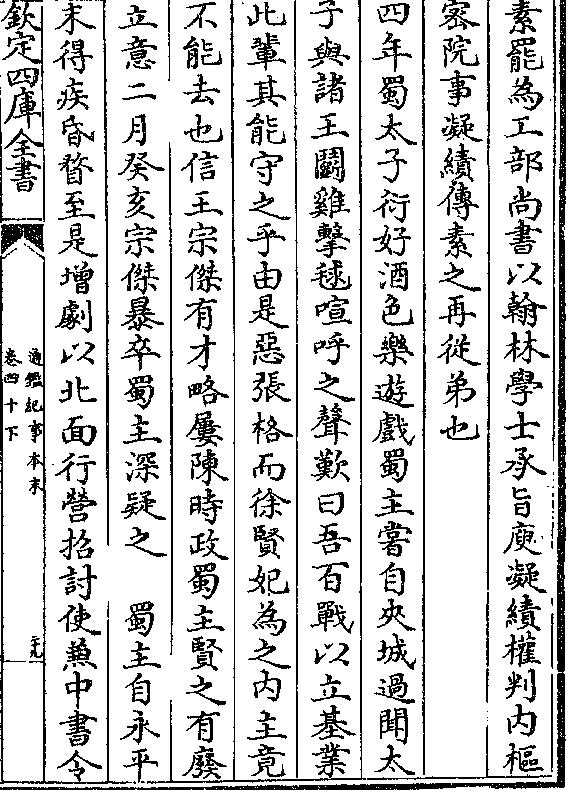 素罷為工部尚書以翰林學士承旨庾凝績權判内樞
密院事凝績傳素之再從弟也
四年蜀太子衍好酒色樂遊戲蜀主嘗自夾城過聞太
子與諸王鬭雞擊毬喧呼之聲歎曰吾百戰以立基業
此輩其能守之乎由是惡張格而徐賢妃為之内主竟
不能去也信王宗傑有才略屢陳時政蜀主賢之有廢
立意二月癸亥宗傑暴卒蜀主深疑之　蜀主自永平
末得疾昏瞀至是增劇以北面行營招討使兼中書令
欽定四庫全書
通鑑紀事本末
卷四十下
二十九